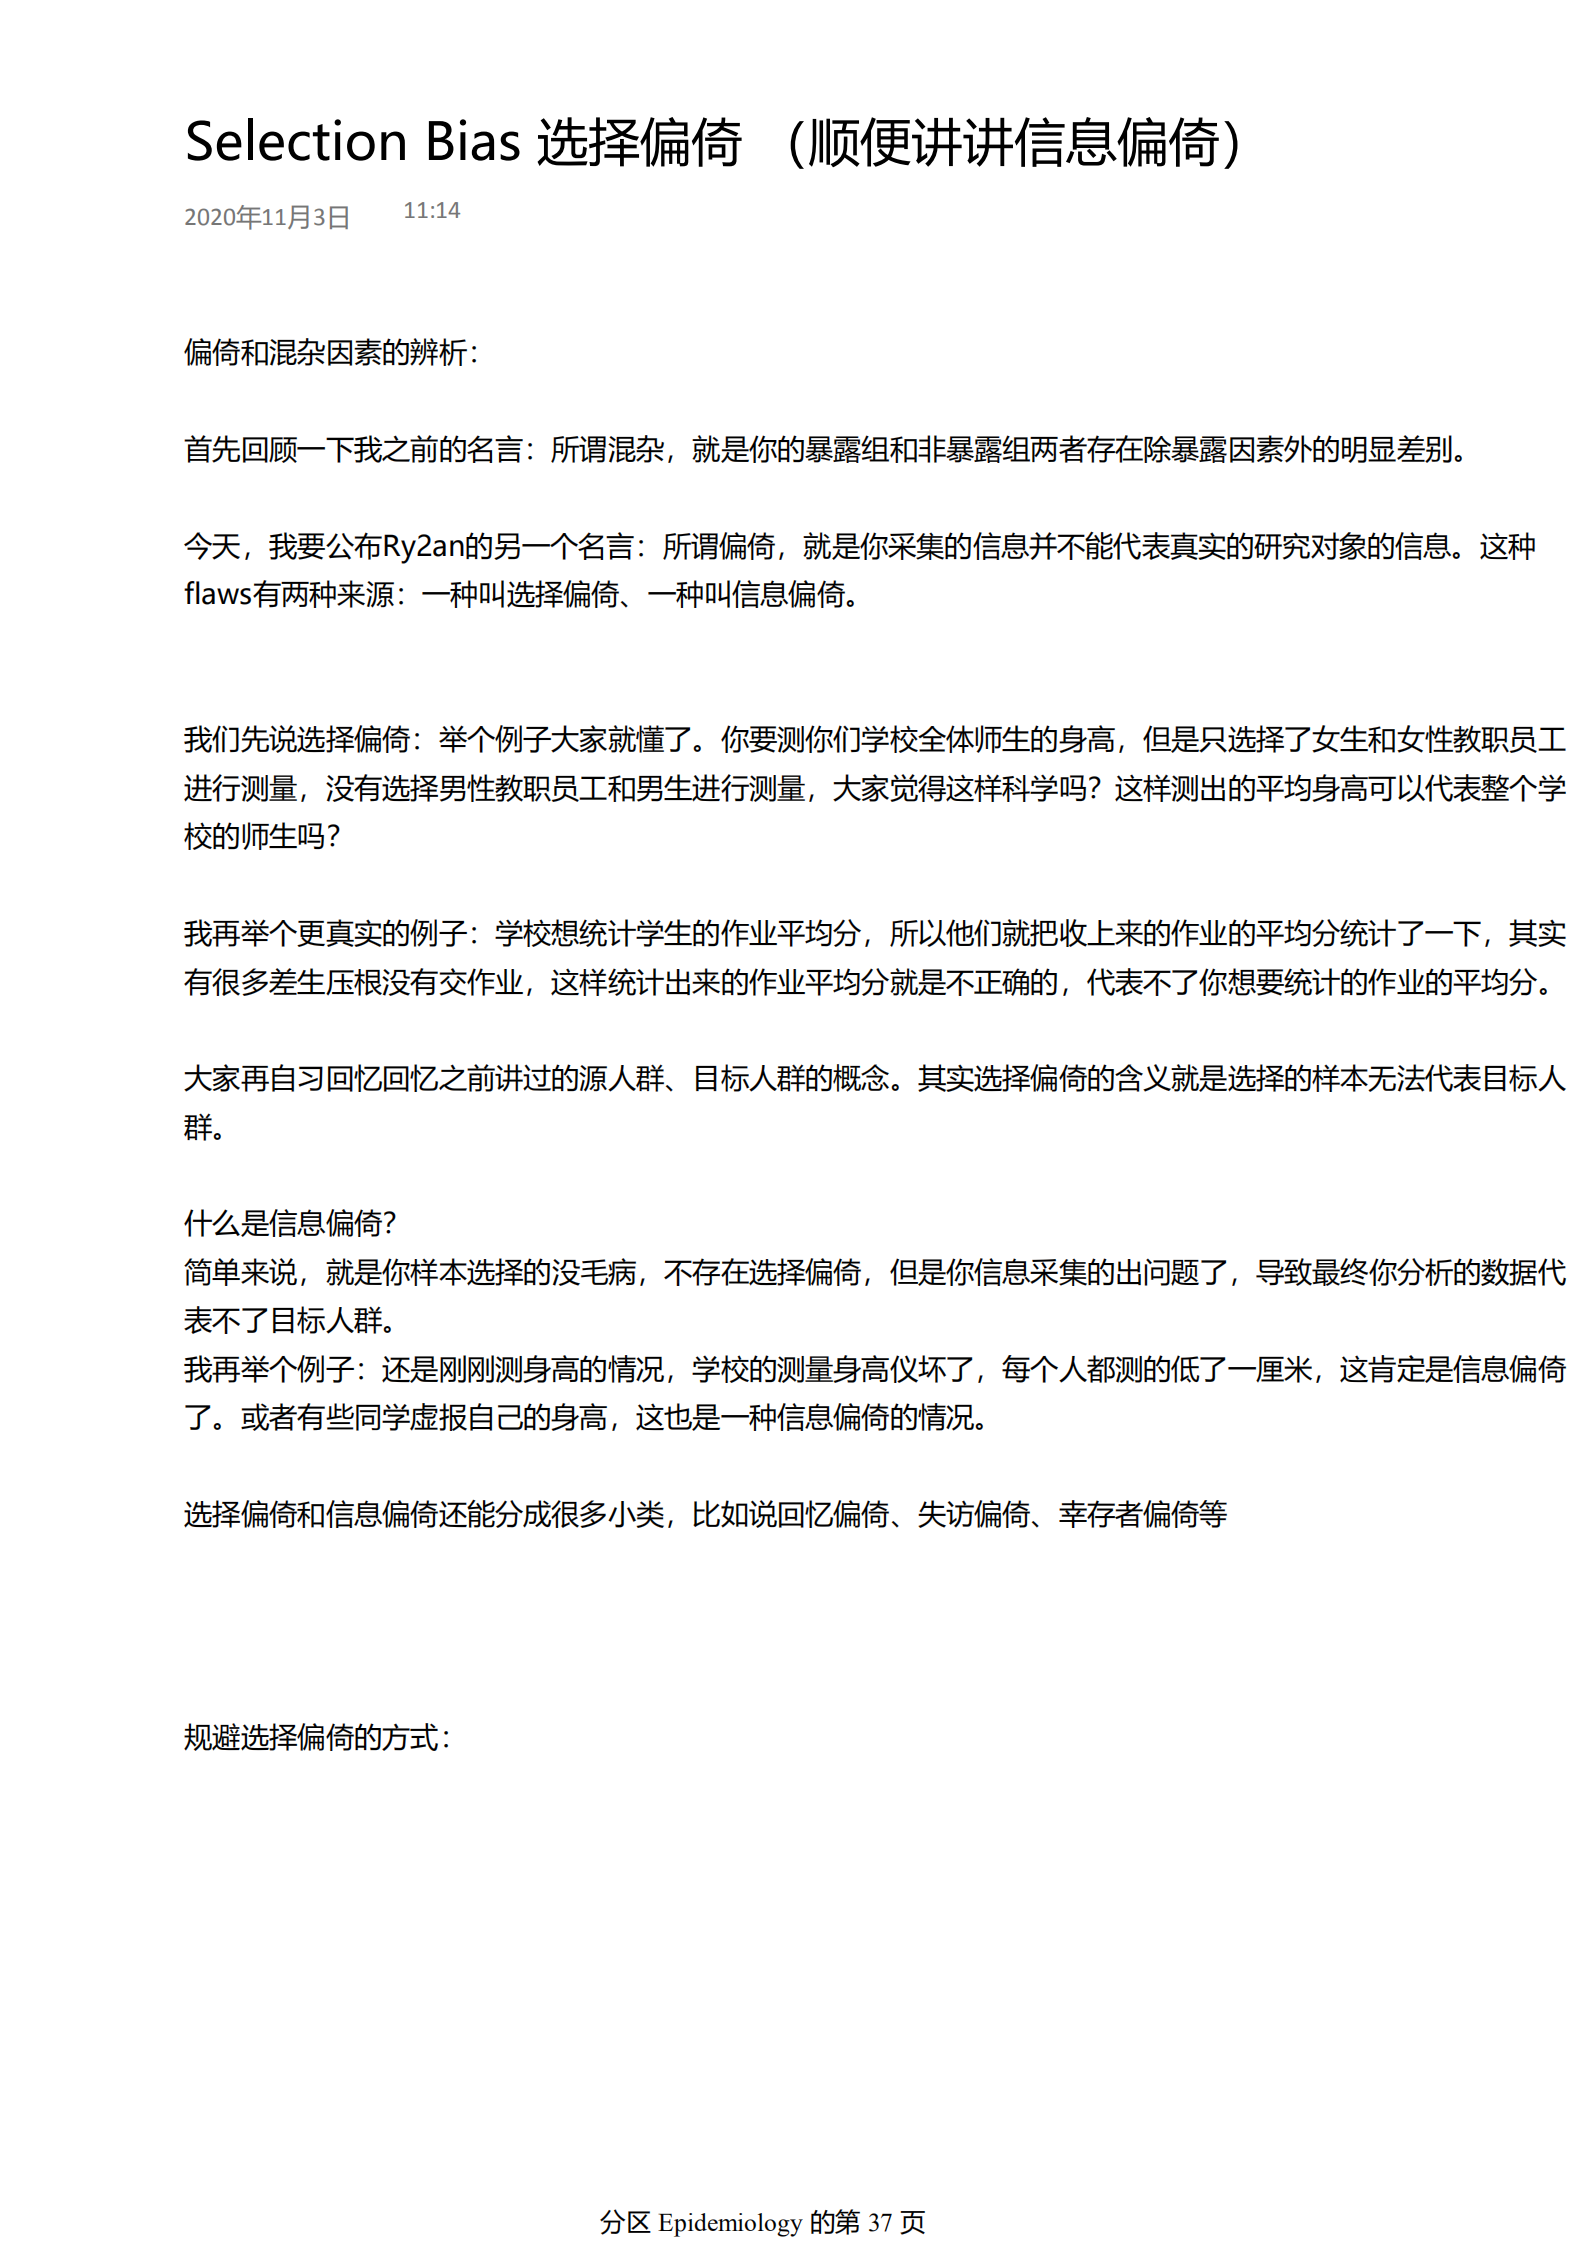 Selection Bias 选择偏倚 （顺便讲讲信息偏倚）
2020年11月3日 11:14
偏倚和混杂因素的辨析：
首先回顾一下我之前的名言：所谓混杂，就是你的暴露组和非暴露组两者存在除暴露因素外的明显差别。
今天，我要公布Ry2an的另一个名言：所谓偏倚，就是你采集的信息并不能代表真实的研究对象的信息。这种
flaws有两种来源：一种叫选择偏倚、一种叫信息偏倚。
我们先说选择偏倚：举个例子大家就懂了。你要测你们学校全体师生的身高，但是只选择了女生和女性教职员工
进行测量，没有选择男性教职员工和男生进行测量，大家觉得这样科学吗？这样测出的平均身高可以代表整个学
校的师生吗？
我再举个更真实的例子：学校想统计学生的作业平均分，所以他们就把收上来的作业的平均分统计了一下，其实
有很多差生压根没有交作业，这样统计出来的作业平均分就是不正确的，代表不了你想要统计的作业的平均分。
大家再自习回忆回忆之前讲过的源人群、目标人群的概念。其实选择偏倚的含义就是选择的样本无法代表目标人
群。
什么是信息偏倚？
简单来说，就是你样本选择的没毛病，不存在选择偏倚，但是你信息采集的出问题了，导致最终你分析的数据代
表不了目标人群。
我再举个例子：还是刚刚测身高的情况，学校的测量身高仪坏了，每个人都测的低了一厘米，这肯定是信息偏倚
了。或者有些同学虚报自己的身高，这也是一种信息偏倚的情况。
选择偏倚和信息偏倚还能分成很多小类，比如说回忆偏倚、失访偏倚、幸存者偏倚等
规避选择偏倚的方式：
分区 Epidemiology 的第 37 页